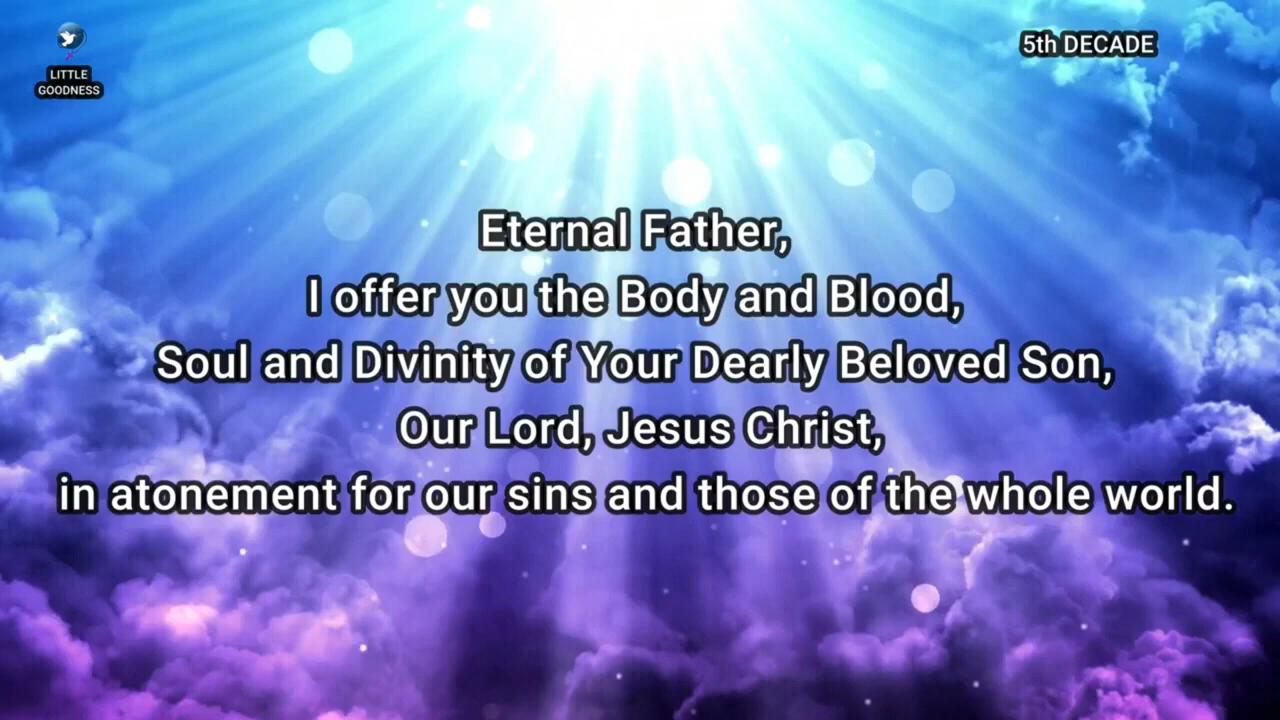 LITTLE
GOODNESS
5th DECADE
Eternal Father,
I offer you the Body and Blood,
Soul and Divinity of Your Dearly Beloved Son,
Our Lord, Jesus Christ,
in atonement for our sins and those of the whole world.